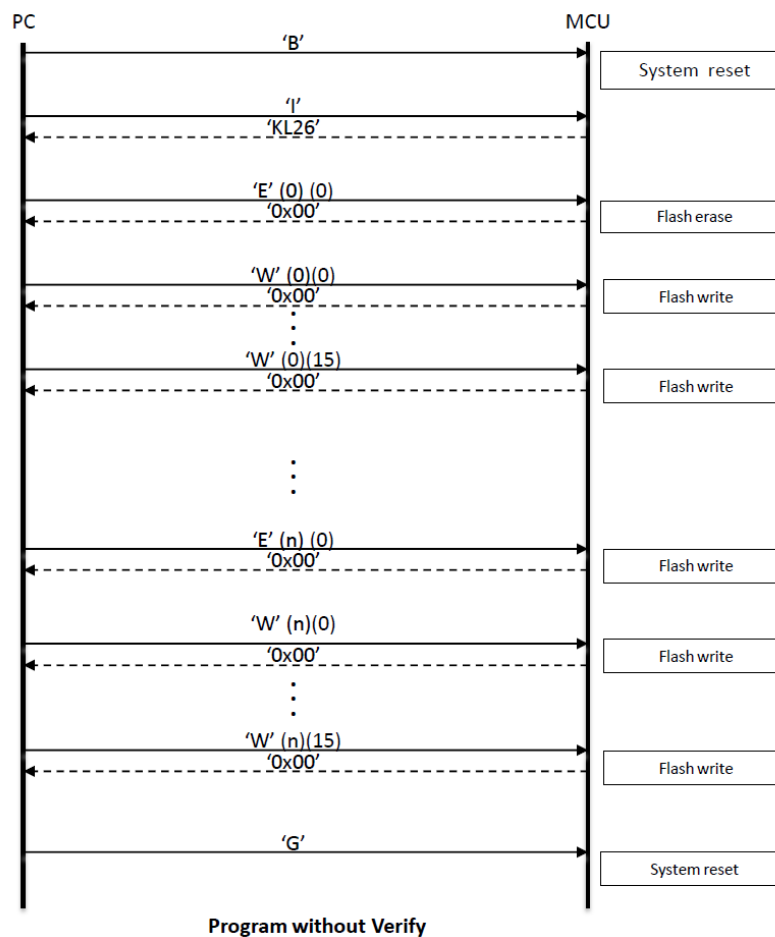 PC MCU
‘B’
System reset
‘I’
‘KL26’
‘E’ (0) (0)
‘0x00’
Flash erase
‘W’ (0)(0)
‘0x00’
Flash write
‘W’ (0)(15)
‘0x00’
Flash write
‘E’ (n) (0)
‘0x00’
Flash write
‘W’ (n)(0)
‘0x00’
Flash write
‘W’ (n)(15)
‘0x00’
Flash write
‘G’
System reset
Program without Verify